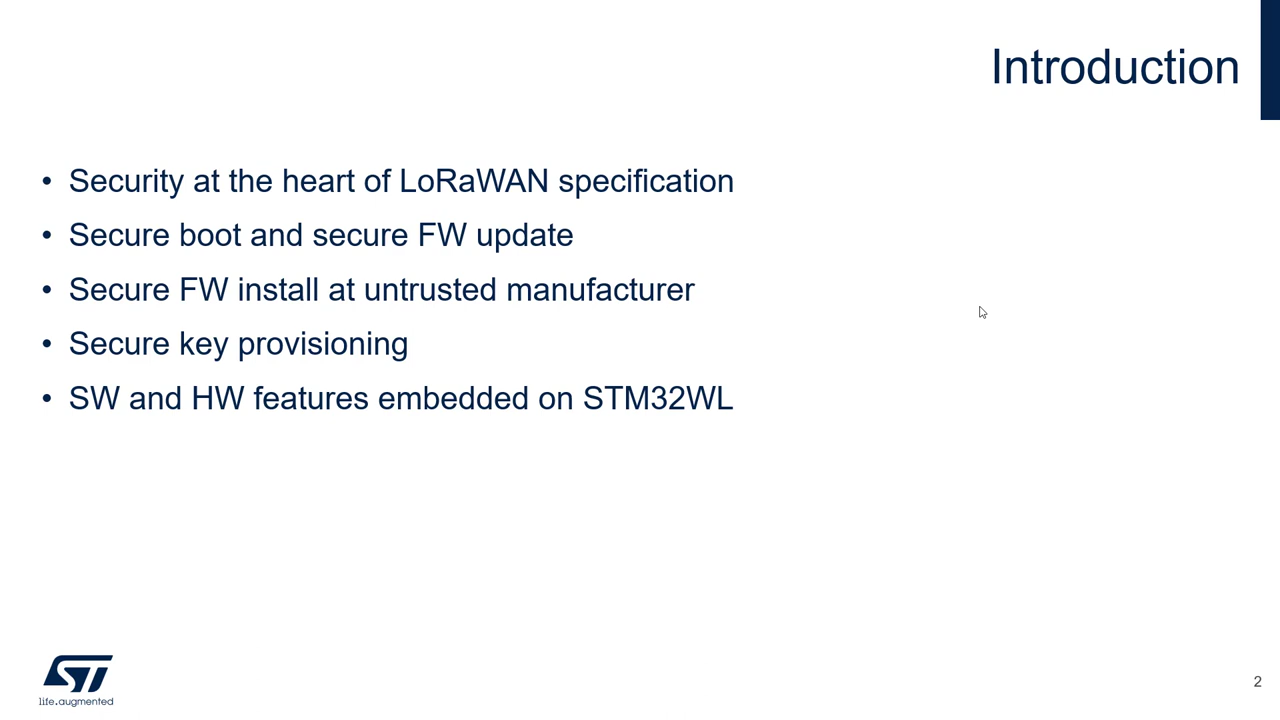 Introduction
• Security at the heart of LoRaWAN specification
• Secure boot and secure FW update
• Secure FW install at untrusted manufacturer
• Secure key provisioning
• SW and HW features embedded on STM32WL
ST
life.augmented
2